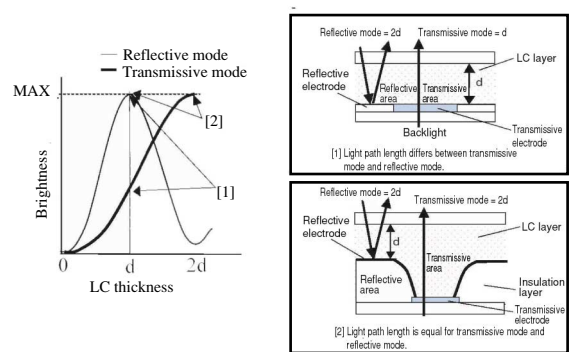 Reflective mode
Transmissive mode
MAX
[2]
[1]
Brightness
0
d
2d
LC thickness
Reflective mode = 2d
Transmissive mode = d
LC layer
Reflective
electrode
d
Reflective
area
Transmissive
area
Backlight
Transmissive
electrode
[1] Light path length differs between transmissive
mode and reflective mode.
Reflective mode = 2d
Transmissive mode = 2d
Reflective
electrode
d
LC layer
Transmissive
area
Reflective
area
Insulation
layer
Transmissive
electrode
[2] Light path length is equal for transmissive mode and
reflective mode.